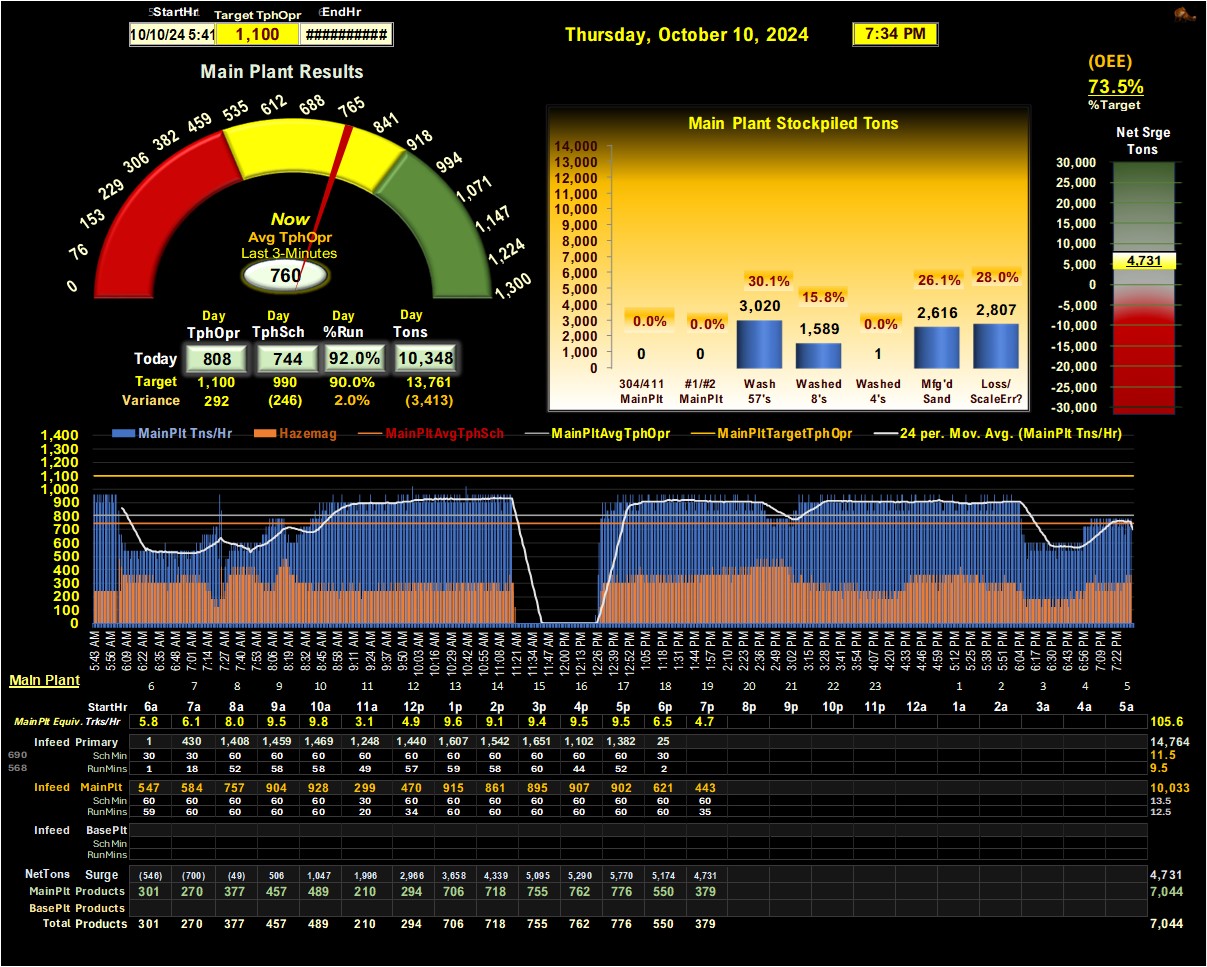 StartHr Target TphOpr EndHr
10/10/24 5:41 1,100 ##########
Thursday, October 10, 2024 7:34 PM
(OEE)
73.5%
%Target
Main Plant Results
0 76 153 229 306 382 459 535 612 688 765 841 918 994 1,071 1,147 1,224 1,300
Now
Avg TphOpr
Last 3-Minutes
760
Day Day Day Day
TphOpr TphSch %Run Tons
Today 808 744 92.0% 10,348
Target 1,100 990 90.0% 13,761
Variance 292 (246) 2.0% (3,413)
Main Plant Stockpiled Tons
14,000
13,000
12,000
11,000
10,000
9,000
8,000
7,000
6,000
5,000
4,000
3,000
2,000
1,000
0
0.0% 0.0% 30.1% 15.8% 0.0% 26.1% 28.0%
0 0 3,020 1,589 1 2,616 2,807
304/411 #1/#2 Wash Washed Washed Mfg'd Loss/
MainPlt MainPlt 57's 8's 4's Sand ScaleErr?
Net Srge
Tons
30,000
25,000
20,000
15,000
10,000
5,000
0
-5,000
-10,000
-15,000
-20,000
-25,000
-30,000
4,731
MainPlt Tns/Hr Hazemag MainPltAvgTphSch MainPltAvgTphOpr MainPltTargetTphOpr 24 per. Mov. Avg. (MainPlt Tns/Hr)
1,400
1,300
1,200
1,100
1,000
900
800
700
600
500
400
300
200
100
0
5:43 AM 5:56 AM 6:09 AM 6:22 AM 6:35 AM 6:48 AM 7:01 AM 7:14 AM 7:27 AM 7:40 AM 7:53 AM 8:06 AM 8:19 AM 8:32 AM 8:45 AM 8:58 AM 9:11 AM 9:24 AM 9:37 AM 9:50 AM 10:03 AM 10:16 AM 10:29 AM 10:42 AM 10:55 AM 11:08 AM 11:21 AM 11:34 AM 11:47 AM 12:00 PM 12:13 PM 12:26 PM 12:39 PM 12:52 PM 1:05 PM 1:18 PM 1:31 PM 1:44 PM 1:57 PM 2:10 PM 2:23 PM 2:36 PM 2:49 PM 3:02 PM 3:15 PM 3:28 PM 3:41 PM 3:54 PM 4:07 PM 4:20 PM 4:33 PM 4:46 PM 4:59 PM 5:12 PM 5:25 PM 5:38 PM 5:51 PM 6:04 PM 6:17 PM 6:30 PM 6:43 PM 6:56 PM 7:09 PM 7:22 PM
Main Plant
6 7 8 9 10 11 12 13 14 15 16 17 18 19 20 21 22 23 1 2 3 4 5
StartHr 6a 7a 8a 9a 10a 11a 12p 1p 2p 3p 4p 5p 6p 7p 8p 9p 10p 11p 12a 1a 2a 3a 4a 5a
MainPlt Equiv. Trks/Hr 5.8 6.1 8.0 9.5 9.8 3.1 4.9 9.6 9.1 9.4 9.5 9.5 6.5 4.7 105.6
Infeed Primary 1 430 1,408 1,459 1,469 1,248 1,440 1,607 1,542 1,651 1,102 1,382 25 14,764
690 SchMin 30 30 60 60 60 60 60 60 60 60 60 60 30 11.5
568 RunMins 1 18 52 58 58 49 57 59 58 60 44 52 2 9.5
Infeed MainPlt 547 584 757 904 928 299 470 915 861 895 907 902 621 443 10,033
SchMin 60 60 60 60 60 30 60 60 60 60 60 60 60 60 13.5
RunMins 59 60 60 60 60 20 34 60 60 60 60 60 60 35 12.5
Infeed BasePlt
SchMin
RunMins
NetTons Surge (546) (700) (49) 506 1,047 1,996 2,966 3,658 4,339 5,095 5,290 5,770 5,174 4,731 4,731
MainPlt Products 301 270 377 457 489 210 294 706 718 755 762 776 550 379 7,044
BasePlt Products
Total Products 301 270 377 457 489 210 294 706 718 755 762 776 550 379 7,044